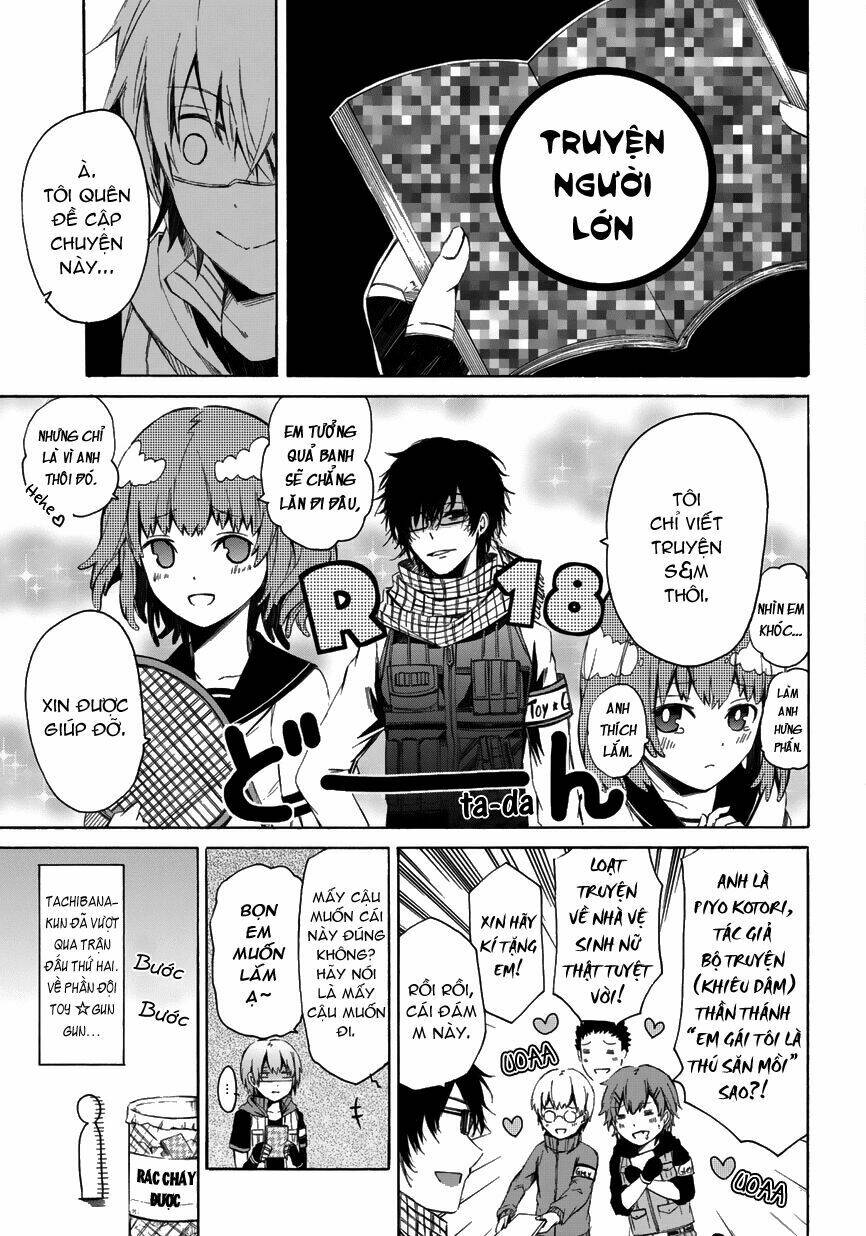 TRUYỆN
NGƯỜI
LỚN
À.
TÔI QUÊN
ĐỀ CẬP
CHUYỆN
NÀY...
TÔI
CHỈ VIẾT
TRUYỆN
S&M
THÔI.
NHÌN EM
KHÓC...
LÀM
ANH
HƯNG
PHẤN.
ANH
THÍCH
LẮM.
R 18
TOY★G
EM TƯỞNG
QUẢ BANH
SẼ CHẲNG
LĂN ĐI ĐÂU,
NHƯNG CHỈ
LÀ VÌ ANH
THÔI ĐÓ.
Hehe♡
XIN ĐƯỢC
GIÚP ĐỠ.
どーん
ta-da
ANH LÀ
PIYO KOTORI,
TÁC GIẢ
BỘ TRUYỆN
(KHIÊU DÂM)
THẦN THÁNH
"EM GÁI TÔI LÀ
THÚ SĂN MỒI"
SAO?!
LOẠT
TRUYỆN
VỀ NHÀ VỆ
SINH NỮ
THẬT TUYỆT
VỜI!
XIN HÃY
KÍ TẶNG
EM!
RỒI RỒI,
CÁI ĐÁM
M NÀY.
UOAA
UOAA
MẤY CẬU
MUỐN CÁI
NÀY ĐÚNG
KHÔNG?
HÃY NÓI
LÀ MẤY
CẬU MUỐN
ĐI.
BỌN
EM
MUỐN
LẮM
Ạ~
...
TACHIBANA-
KUN ĐÃ VƯỢT
QUA TRẬN
ĐẤU THỨ HAI.
VỀ PHÂN ĐỘI
TOY ☆ GUN
GUN...
BƯỚC
BƯỚC
RÁC CHÁY
ĐƯỢC